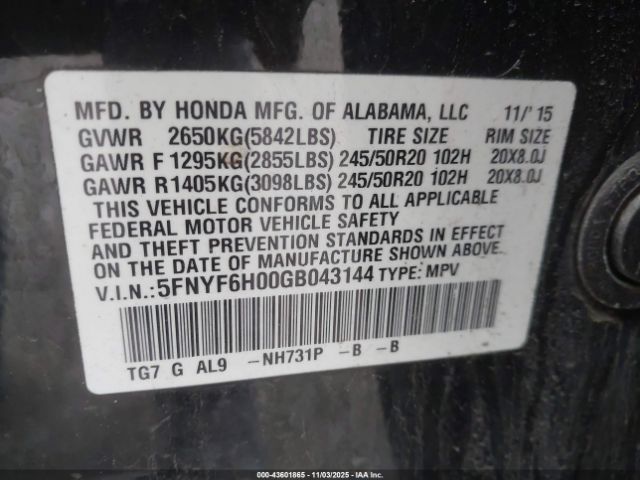 MFD. BY HONDA MFG. OF ALABAMA, LLC 11/'15
GVWR 2650KG(5842LBS) TIRE SIZE RIM SIZE
GAWR F 1295KG(2855LBS) 245/50R20 102H 20X8.0J
GAWR R 1405KG(3098LBS) 245/50R20 102H 20X8.0J
THIS VEHICLE CONFORMS TO ALL APPLICABLE
FEDERAL MOTOR VEHICLE SAFETY
AND THEFT PREVENTION STANDARDS IN EFFECT
ON THE DATE OF MANUFACTURE SHOWN ABOVE.
V.I.N.:5FNYF6H00GB043144 TYPE: MPV
TG7 G AL9 -NH731P -B -B
00-43601865 - 11/03/2025 - IAA Inc.